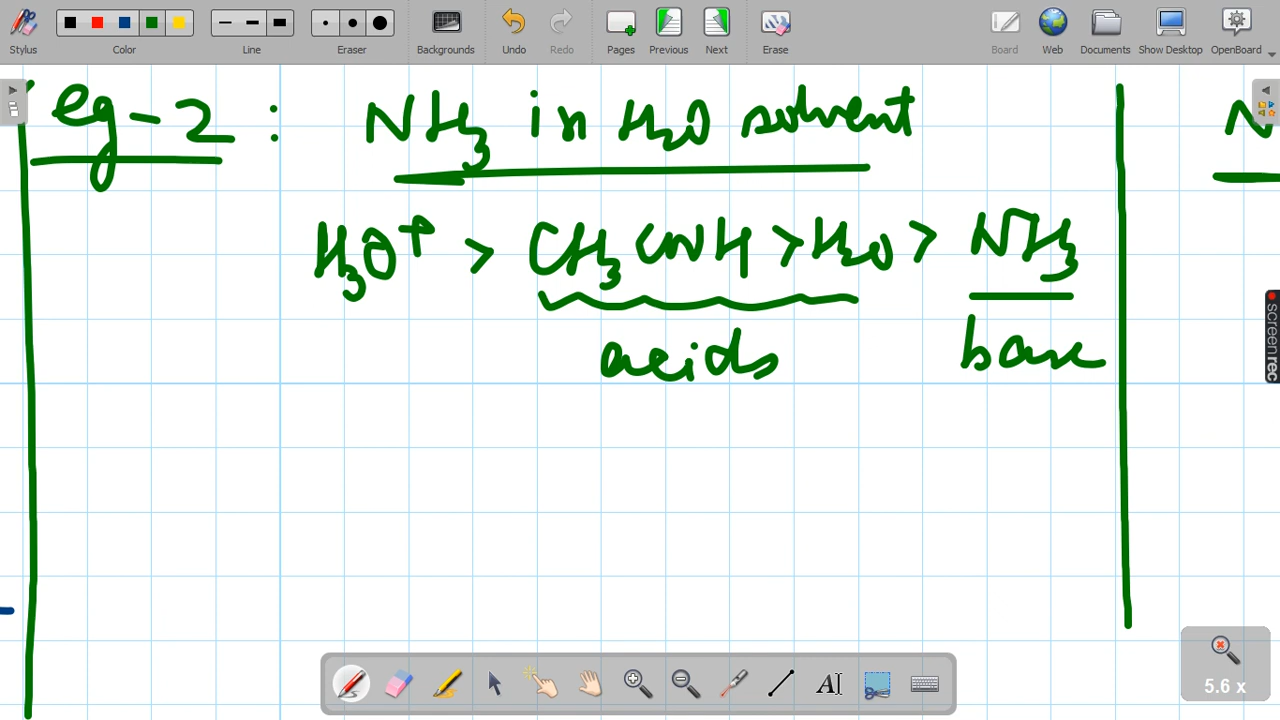 Stylus Color Line Eraser Backgrounds Undo Redo Pages Previous Next Erase Board Web Documents Show Desktop OpenBoard
eg-2 : NH3 in H2O solvent N
H3O+ > CH3COOH > H2O > NH3
acids base
screenrec
5.6 x